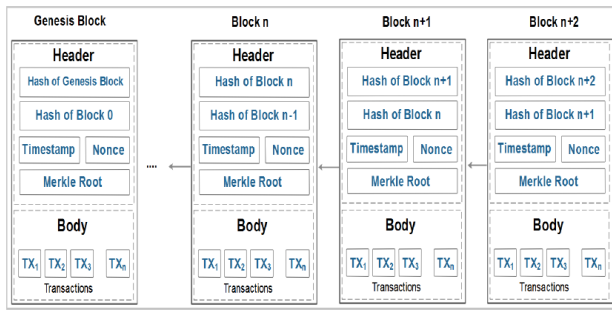 Genesis Block
Header
Hash of Genesis Block
Hash of Block 0
Timestamp Nonce
Merkle Root
Body
TX1 TX2 TX3 TXn
Transactions
....
Block n
Header
Hash of Block n
Hash of Block n-1
Timestamp Nonce
Merkle Root
Body
TX1 TX2 TX3 TXn
Transactions
Block n+1
Header
Hash of Block n+1
Hash of Block n
Timestamp Nonce
Merkle Root
Body
TX1 TX2 TX3 TXn
Transactions
Block n+2
Header
Hash of Block n+2
Hash of Block n+1
Timestamp Nonce
Merkle Root
Body
TX1 TX2 TX3 TXn
Transactions